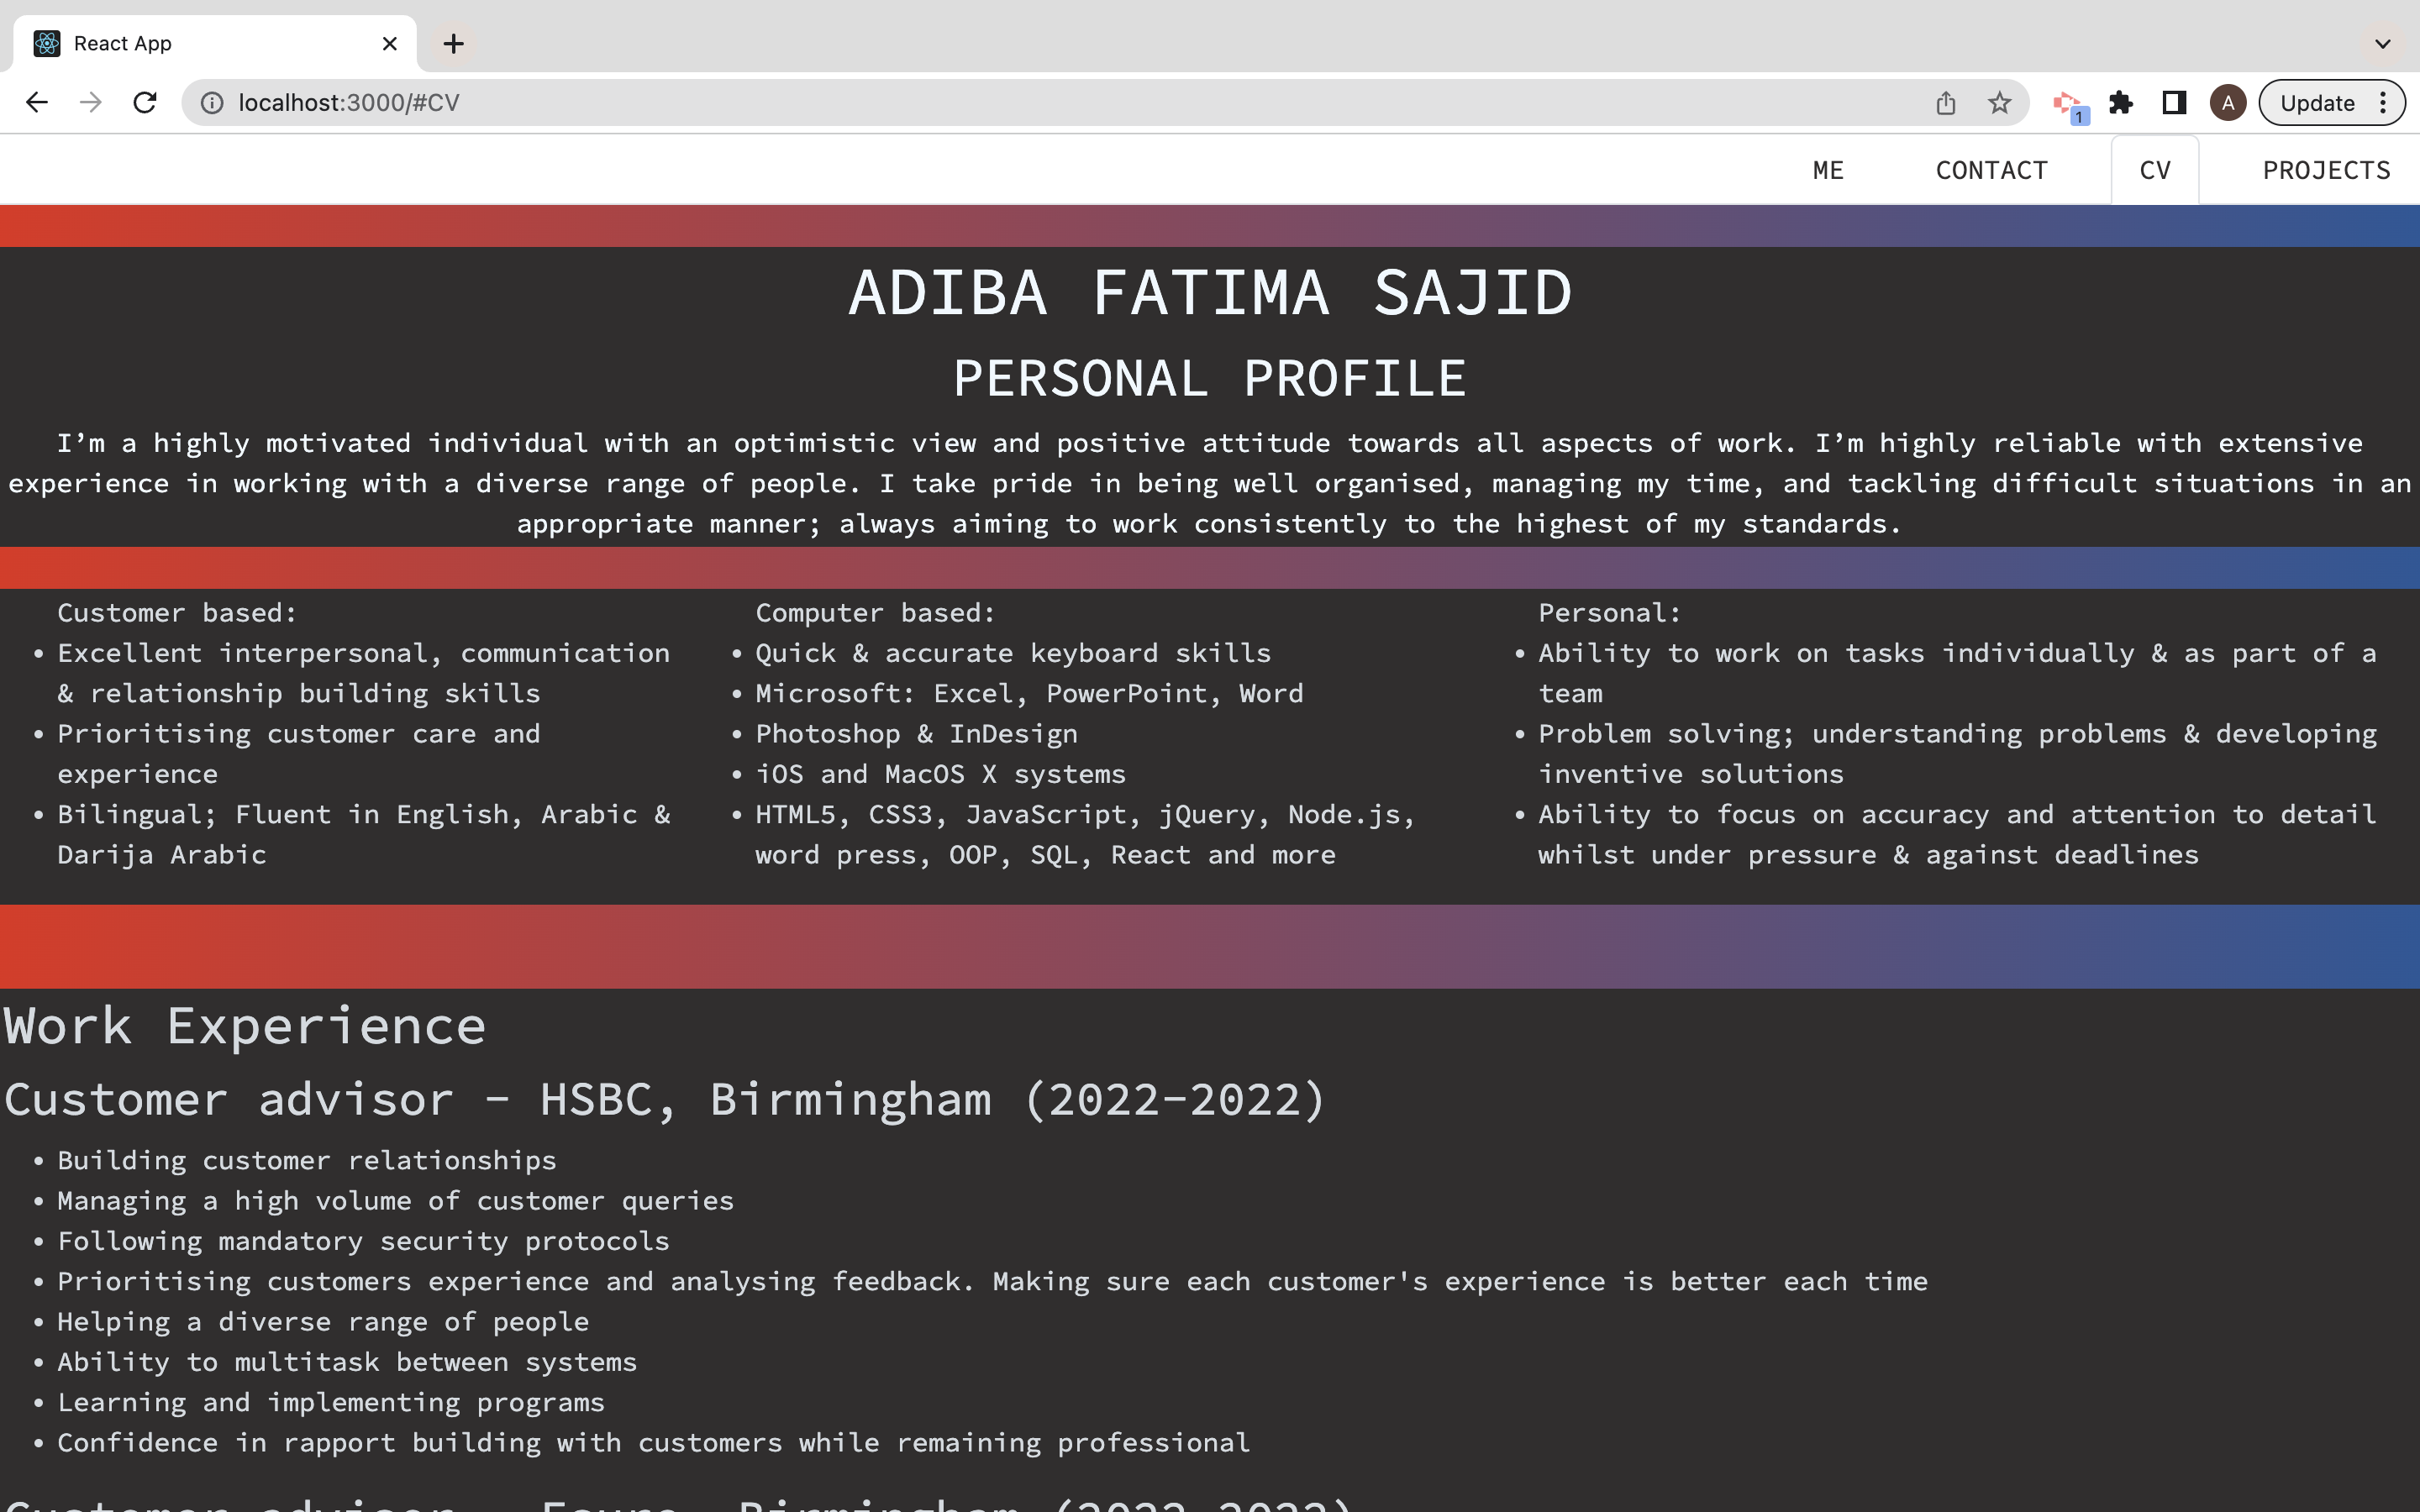 React App
localhost:3000/#CV
1
A
Update
ME
CONTACT
CV
PROJECTS
ADIBA FATIMA SAJID
PERSONAL PROFILE
I’m a highly motivated individual with an optimistic view and positive attitude towards all aspects of work. I’m highly reliable with extensive
experience in working with a diverse range of people. I take pride in being well organised, managing my time, and tackling difficult situations in an
appropriate manner; always aiming to work consistently to the highest of my standards.
Customer based:
• Excellent interpersonal, communication
& relationship building skills
• Prioritising customer care and
experience
• Bilingual; Fluent in English, Arabic &
Darija Arabic
Computer based:
• Quick & accurate keyboard skills
• Microsoft: Excel, PowerPoint, Word
• Photoshop & InDesign
• iOS and MacOS X systems
• HTML5, CSS3, JavaScript, jQuery, Node.js,
word press, OOP, SQL, React and more
Personal:
• Ability to work on tasks individually & as part of a
team
• Problem solving; understanding problems & developing
inventive solutions
• Ability to focus on accuracy and attention to detail
whilst under pressure & against deadlines
Work Experience
Customer advisor - HSBC, Birmingham (2022-2022)
• Building customer relationships
• Managing a high volume of customer queries
• Following mandatory security protocols
• Prioritising customers experience and analysing feedback. Making sure each customer's experience is better each time
• Helping a diverse range of people
• Ability to multitask between systems
• Learning and implementing programs
• Confidence in rapport building with customers while remaining professional
Customer advisor - Birmingham